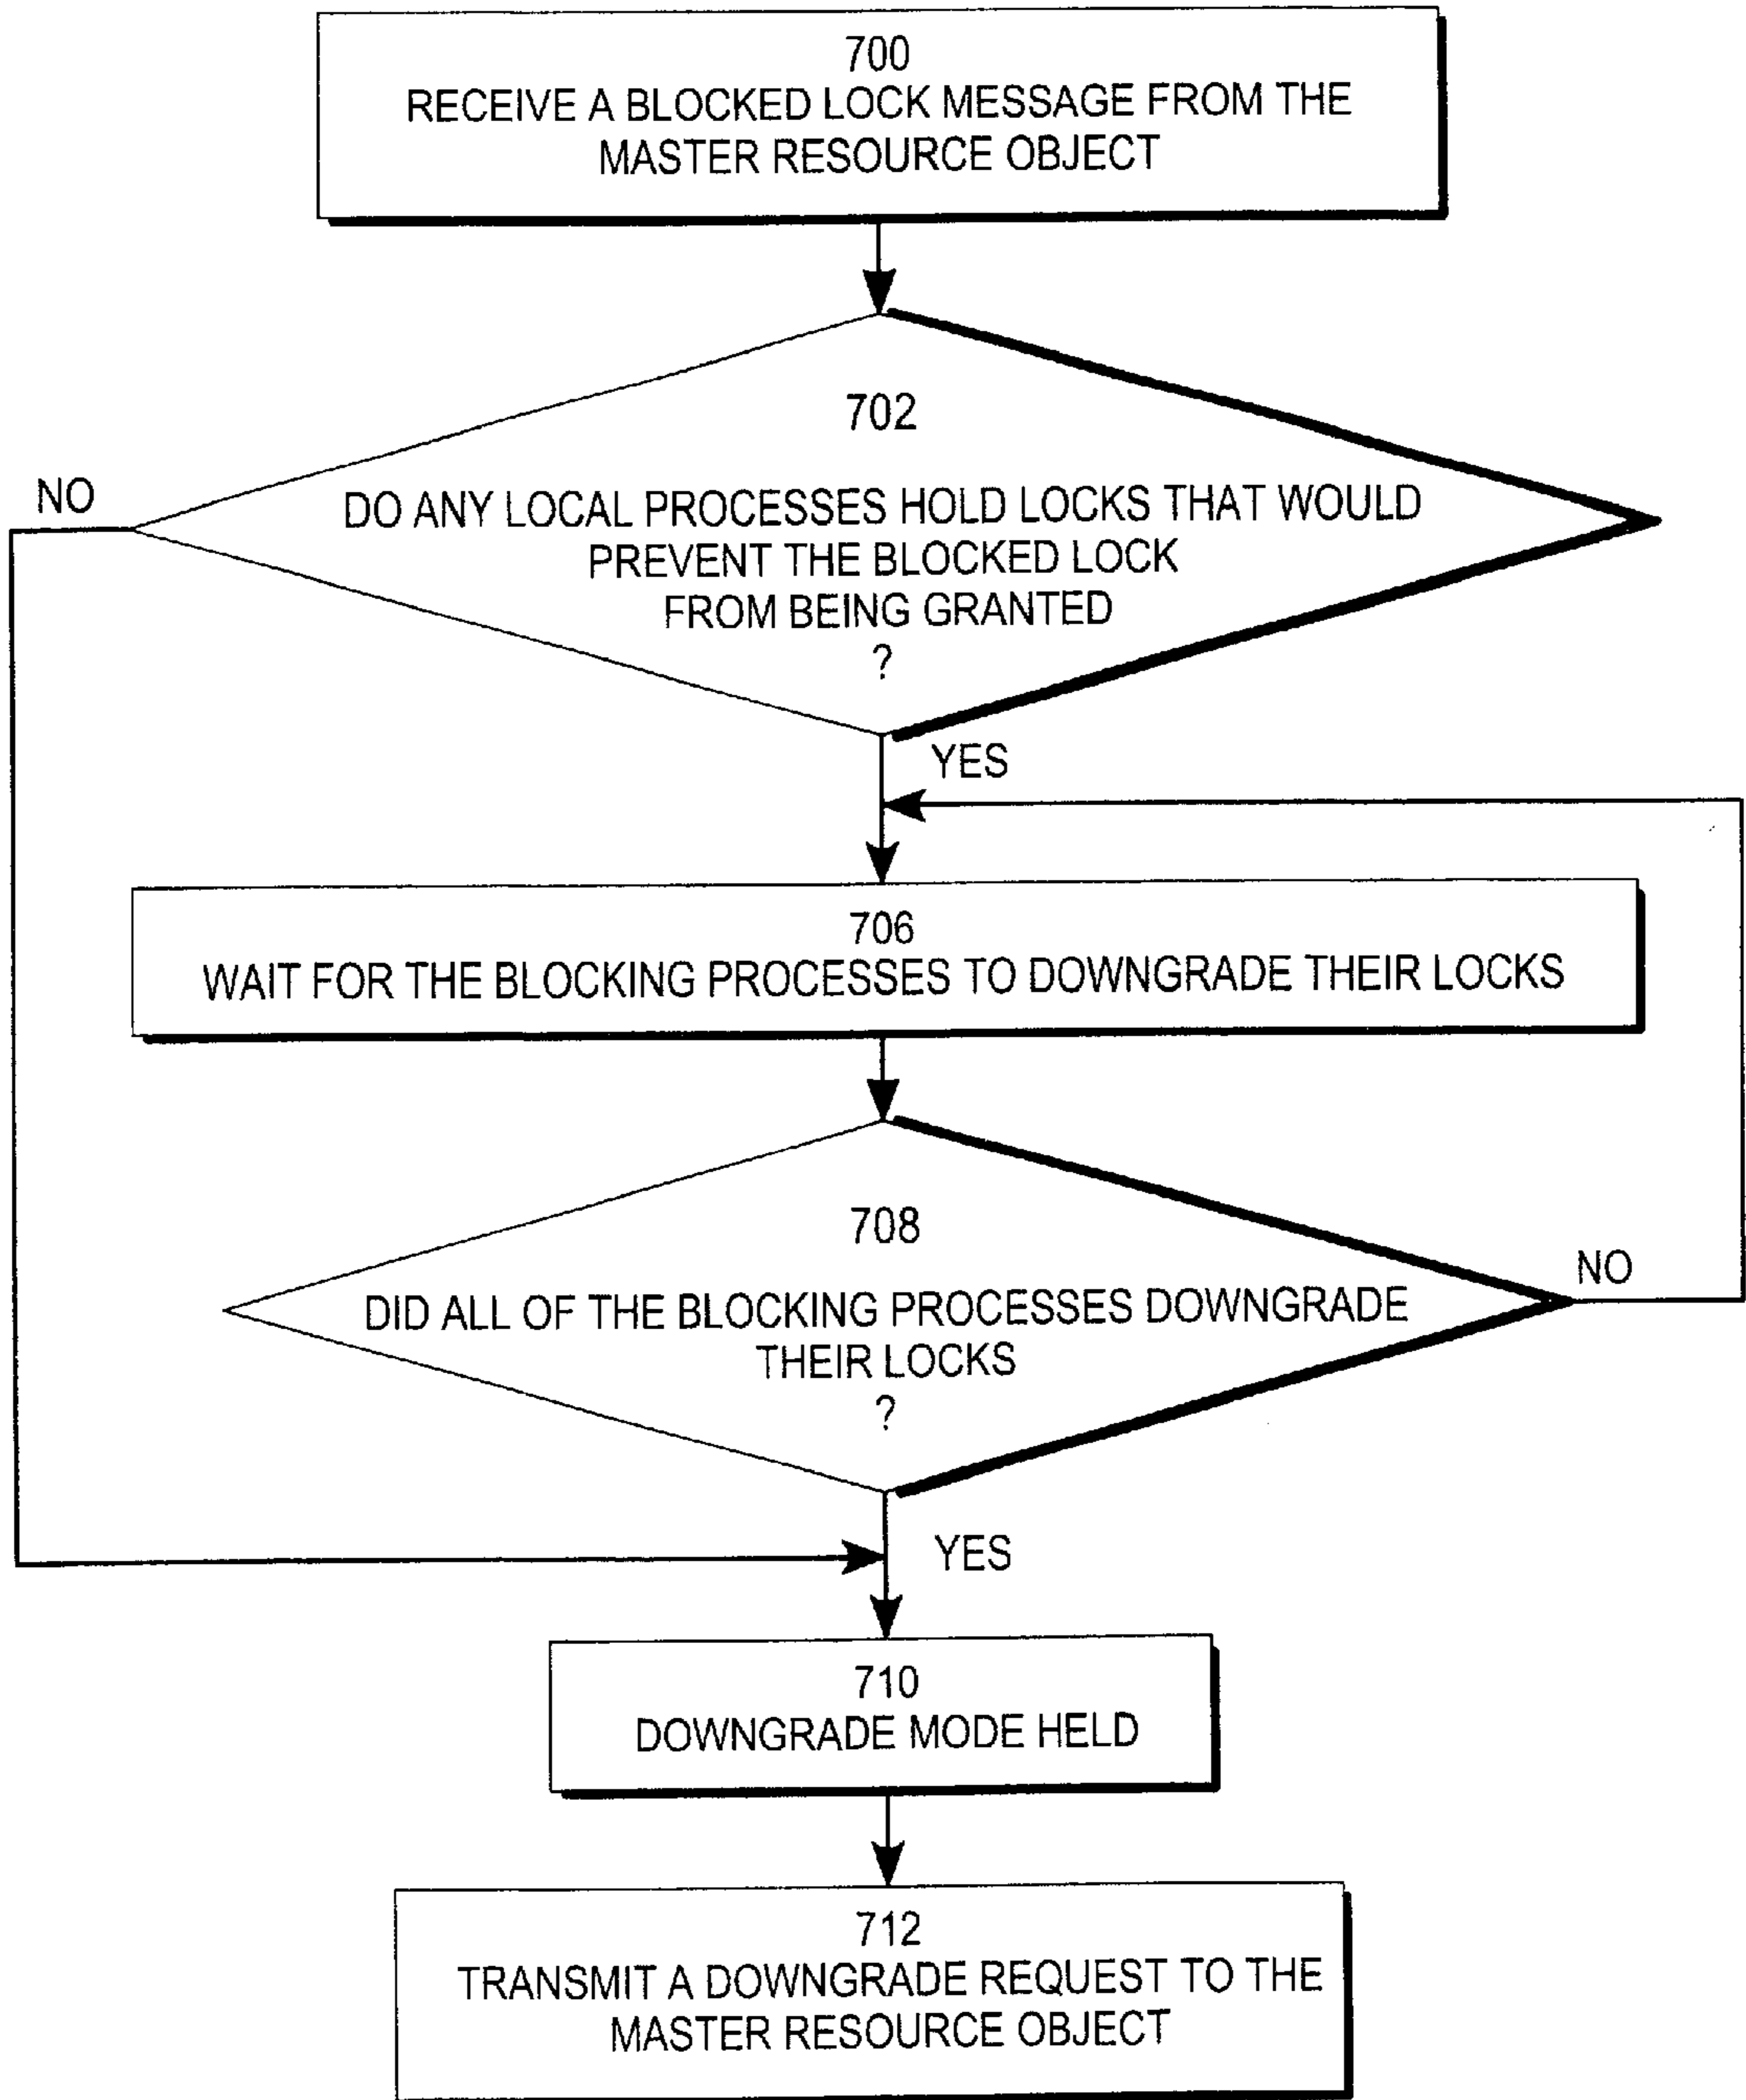 700
RECEIVE A BLOCKED LOCK MESSAGE FROM THE
MASTER RESOURCE OBJECT
702
NO
DO ANY LOCAL PROCESSES HOLD LOCKS THAT WOULD
PREVENT THE BLOCKED LOCK
FROM BEING GRANTED
?
YES
706
WAIT FOR THE BLOCKING PROCESSES TO DOWNGRADE THEIR LOCKS
708
NO
DID ALL OF THE BLOCKING PROCESSES DOWNGRADE
THEIR LOCKS
?
YES
710
DOWNGRADE MODE HELD
712
TRANSMIT A DOWNGRADE REQUEST TO THE
MASTER RESOURCE OBJECT